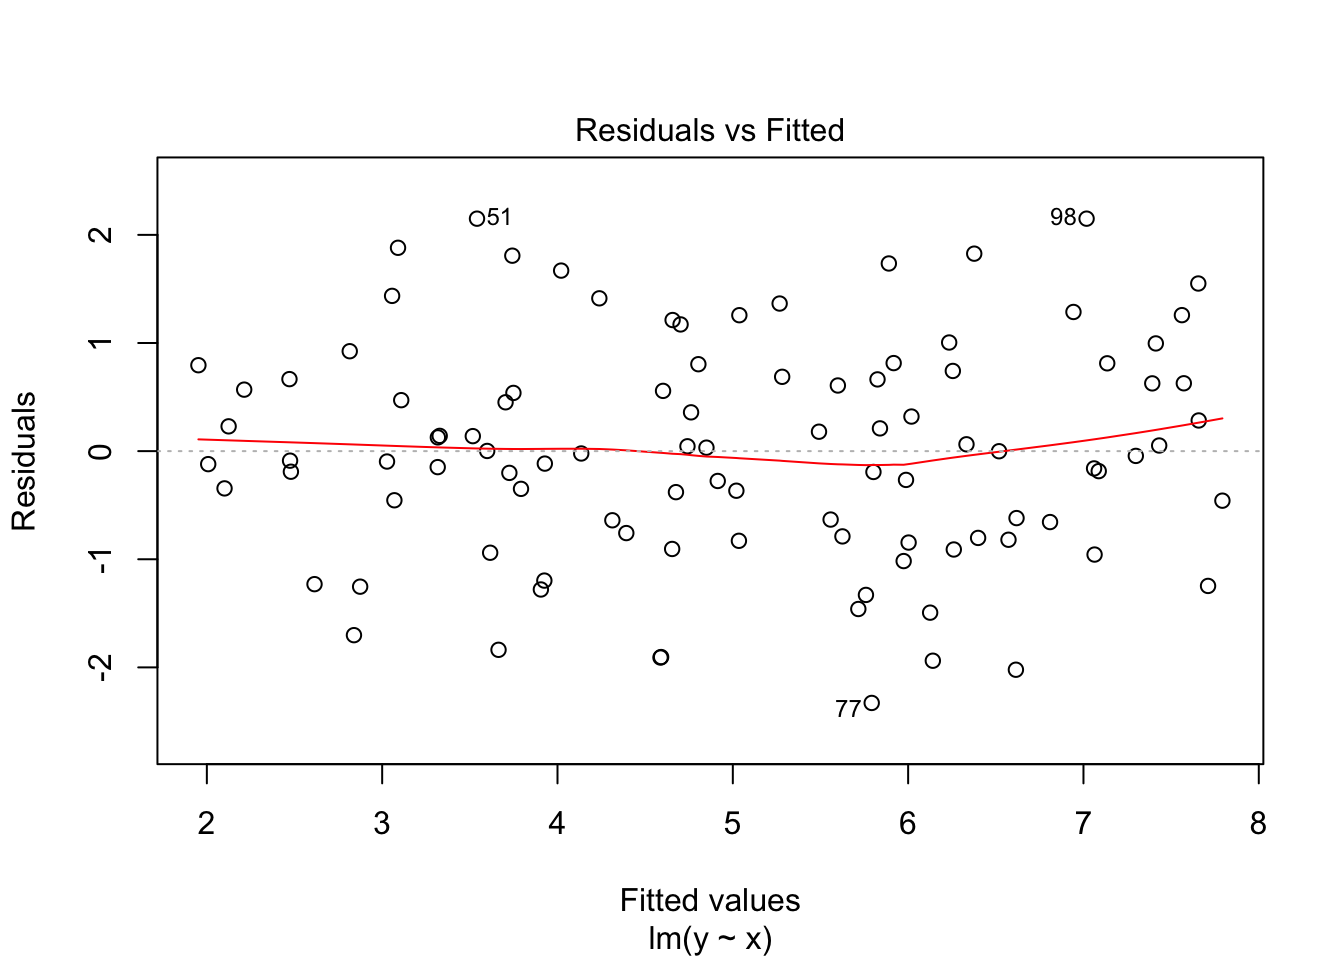 Residuals vs Fitted
51
98
77
Residuals
2
1
0
-1
-2
2 3 4 5 6 7 8
Fitted values
lm(y ~ x)